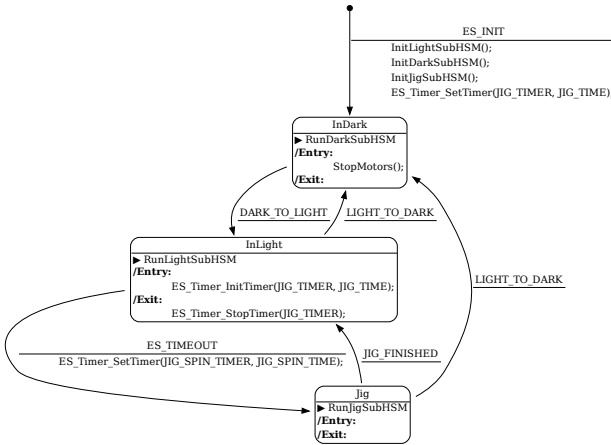 ES_INIT
InitLightSubHSM();
InitDarkSubHSM();
InitJigSubHSM();
ES_Timer_SetTimer(JIG_TIMER, JIG_TIME)
InDark
▶ RunDarkSubHSM
/Entry:
StopMotors();
/Exit:
DARK_TO_LIGHT
LIGHT_TO_DARK
InLight
▶ RunLightSubHSM
/Entry:
ES_Timer_InitTimer(JIG_TIMER, JIG_TIME);
/Exit:
ES_Timer_StopTimer(JIG_TIMER);
LIGHT_TO_DARK
ES_TIMEOUT
ES_Timer_SetTimer(JIG_SPIN_TIMER, JIG_SPIN_TIME);
JIG_FINISHED
Jig
▶ RunJigSubHSM
/Entry:
/Exit: